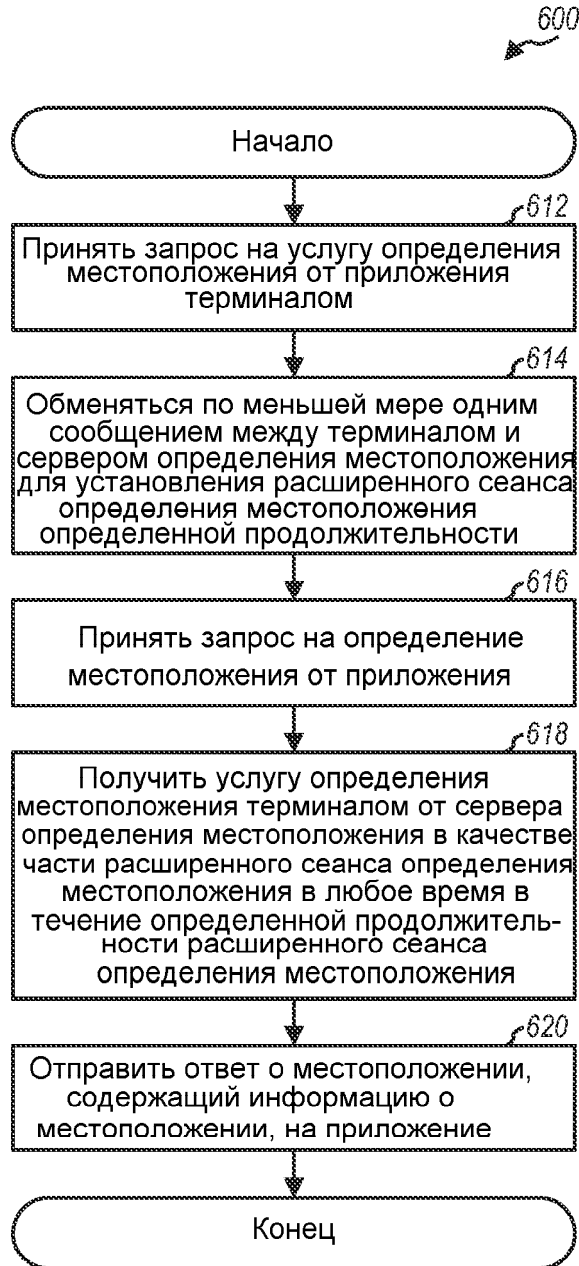 600
Начало
612
Принять запрос на услугу определения
местоположения от приложения
терминалом
614
Обменяться по меньшей мере одним
сообщением между терминалом и
сервером определения местоположения
для установления расширенного сеанса
определения местоположения
определенной продолжительности
616
Принять запрос на определение
местоположения от приложения
618
Получить услугу определения
местоположения терминалом от сервера
определения местоположения в качестве
части расширенного сеанса определения
местоположения в любое время в
течение определенной продолжитель-
ности расширенного сеанса
определения местоположения
620
Отправить ответ о местоположении,
содержащий информацию о
местоположении, на приложение
Конец